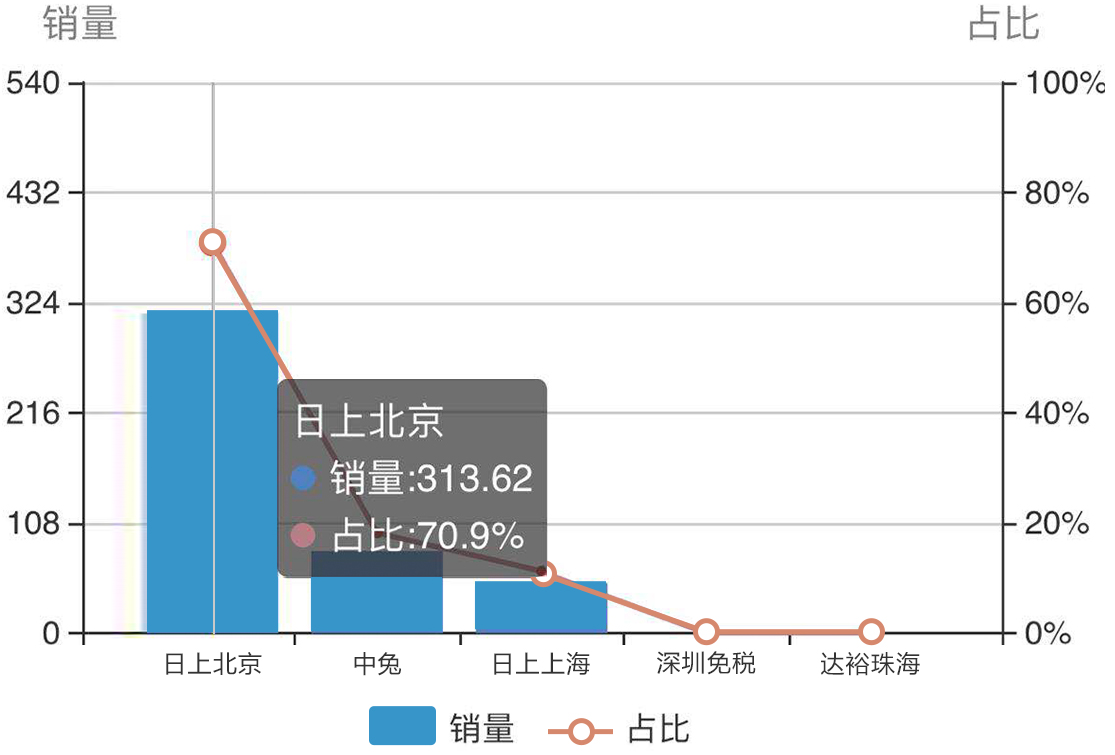 销量 占比
540 100%
432 80%
324 60%
216 40%
108 20%
0 0%
日上北京
销量:313.62
占比:70.9%
日上北京 中兔 日上上海 深圳免税 达裕珠海
销量 占比